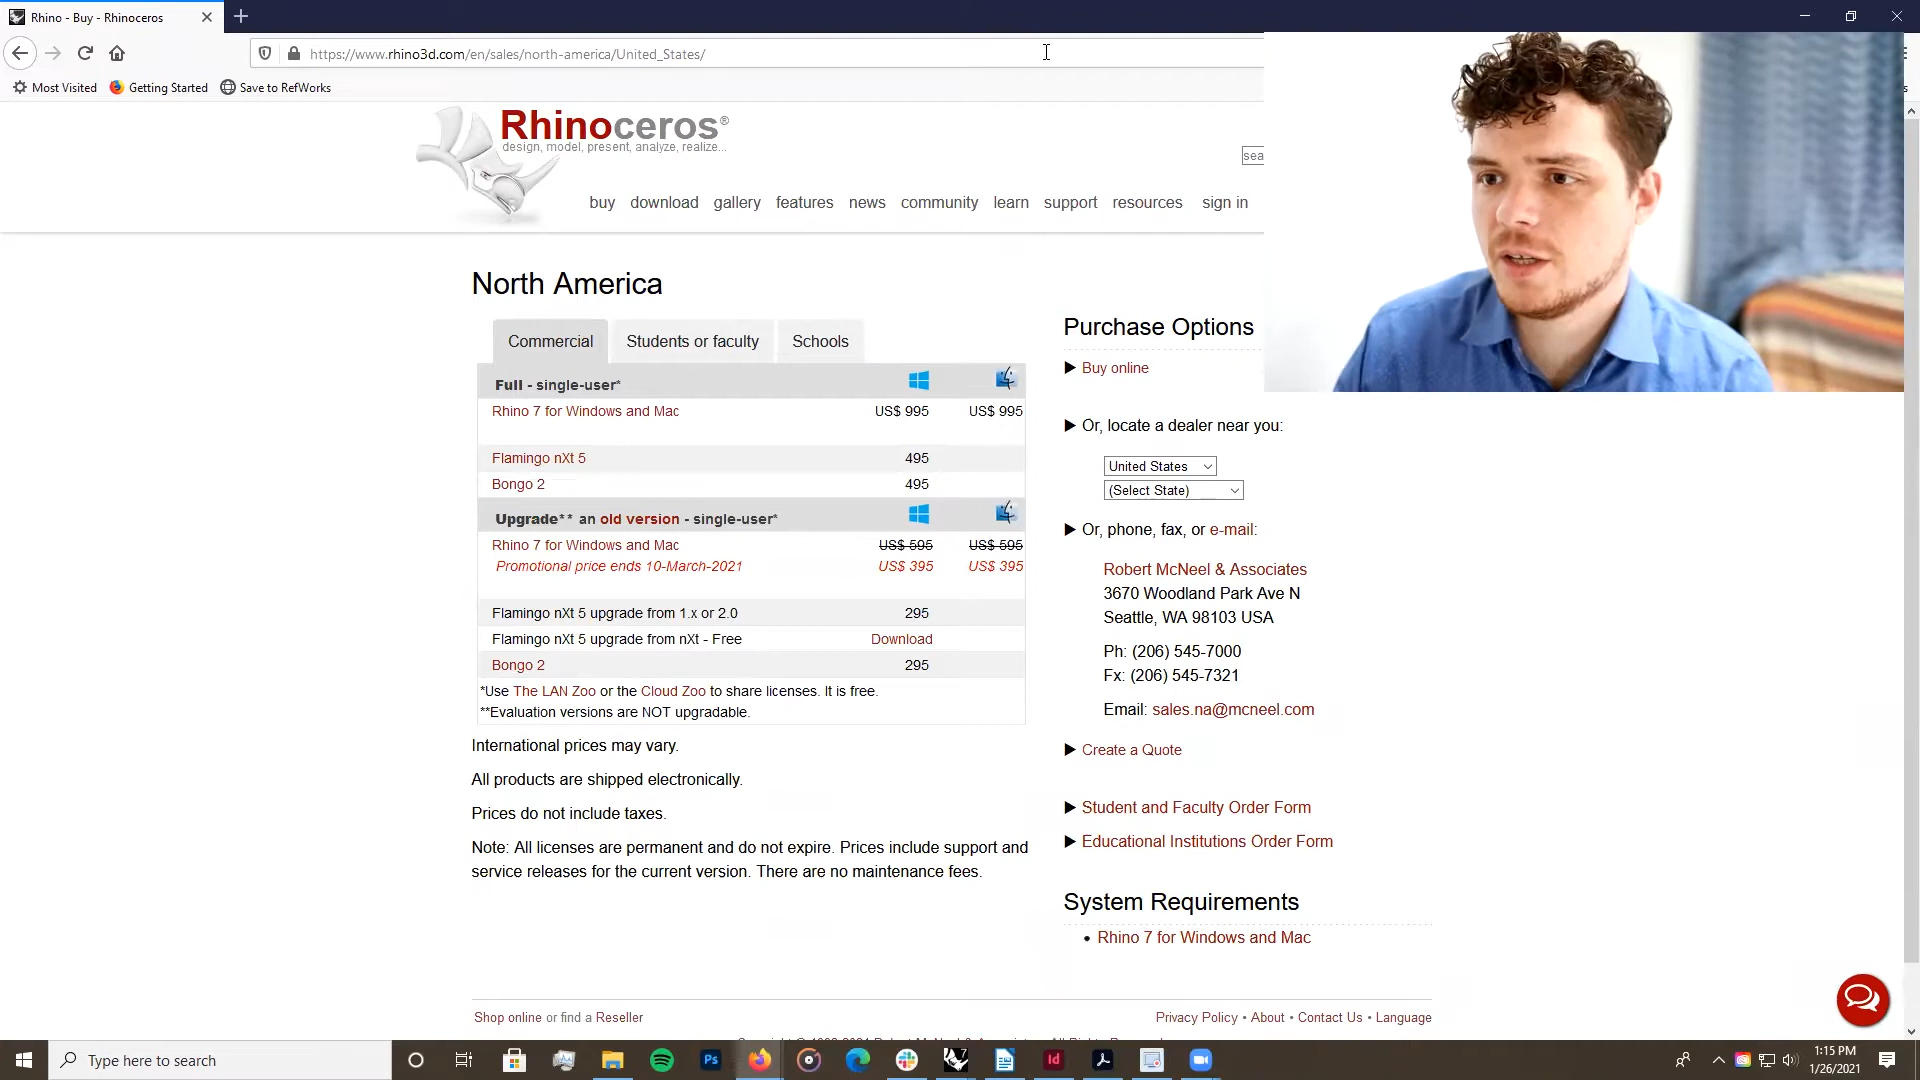 Rhino - Buy - Rhinoceros
https://www.rhino3d.com/en/sales/north-america/United_States/
Most Visited
Getting Started
Save to RefWorks
Rhinoceros®
design, model, present, analyze, realize...
sea
buy download gallery features news community learn support resources sign in
North America
Commercial Students or faculty Schools
Full - single-user*
Rhino 7 for Windows and Mac US$ 995 US$ 995
Flamingo nXt 5 495
Bongo 2 495
Upgrade** an old version - single-user*
Rhino 7 for Windows and Mac US$ 595 US$ 595
Promotional price ends 10-March-2021 US$ 395 US$ 395
Flamingo nXt 5 upgrade from 1.x or 2.0 295
Flamingo nXt 5 upgrade from nXt - Free Download
Bongo 2 295
*Use The LAN Zoo or the Cloud Zoo to share licenses. It is free.
**Evaluation versions are NOT upgradable.
International prices may vary.
All products are shipped electronically.
Prices do not include taxes.
Note: All licenses are permanent and do not expire. Prices include support and
service releases for the current version. There are no maintenance fees.
Purchase Options
Buy online
Or, locate a dealer near you:
United States
(Select State)
Or, phone, fax, or e-mail:
Robert McNeel & Associates
3670 Woodland Park Ave N
Seattle, WA 98103 USA
Ph: (206) 545-7000
Fx: (206) 545-7321
Email: sales.na@mcneel.com
Create a Quote
Student and Faculty Order Form
Educational Institutions Order Form
System Requirements
• Rhino 7 for Windows and Mac
Shop online or find a Reseller
Privacy Policy • About • Contact Us • Language
Type here to search
Ps
7
Id
1:15 PM
1/26/2021